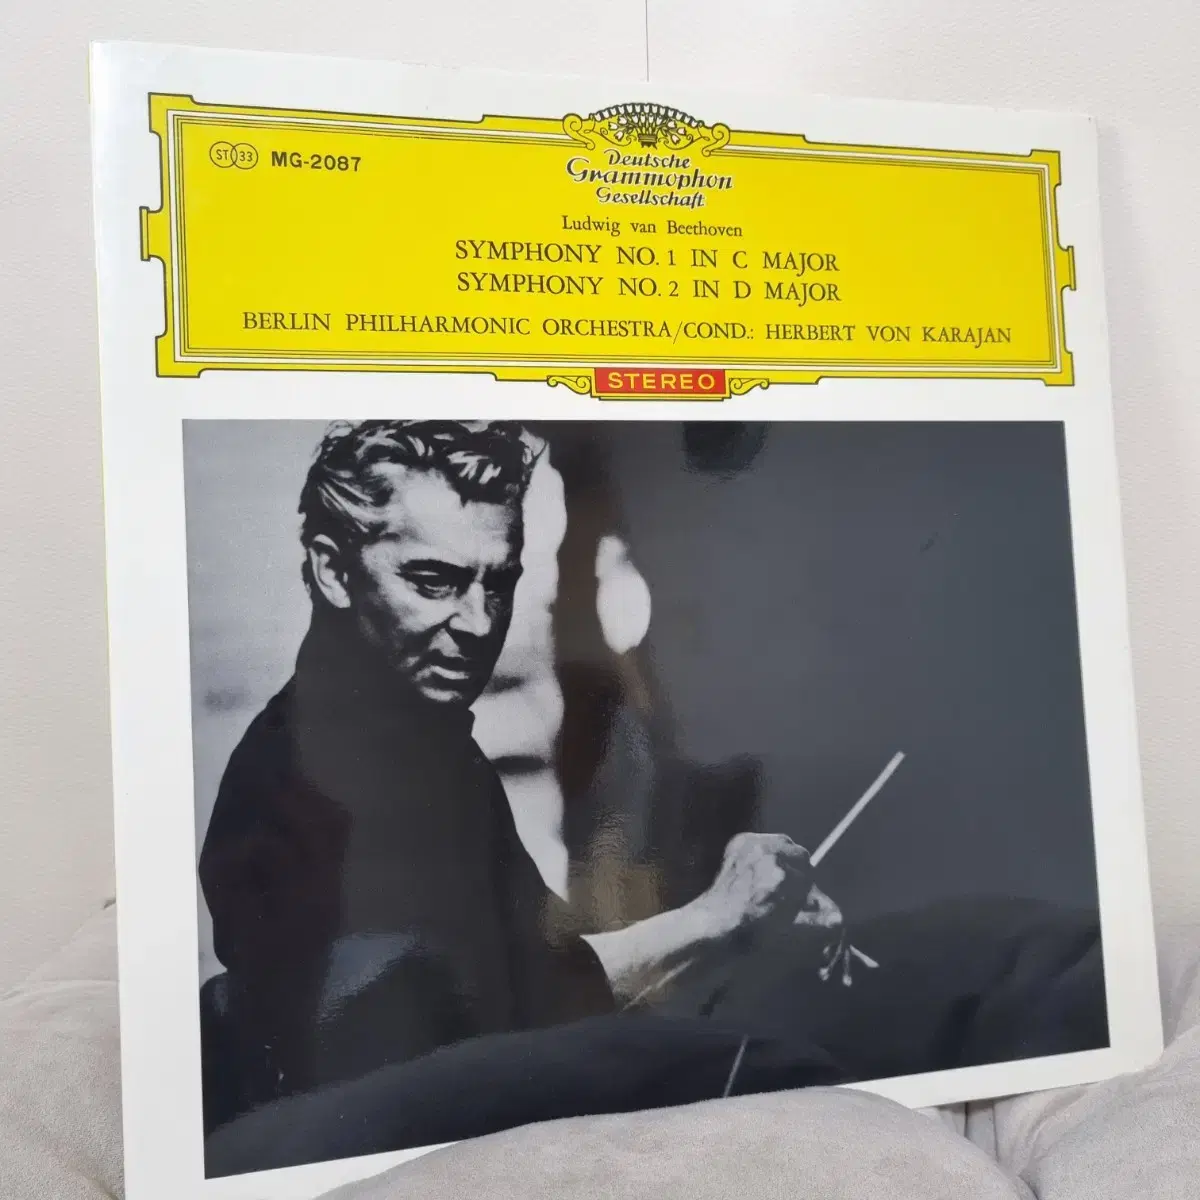 ST 33 MG-2087
Deutsche
Grammophon
Gesellschaft
Ludwig van Beethoven
SYMPHONY NO. 1 IN C MAJOR
SYMPHONY NO. 2 IN D MAJOR
BERLIN PHILHARMONIC ORCHESTRA/COND.: HERBERT VON KARAJAN
STEREO